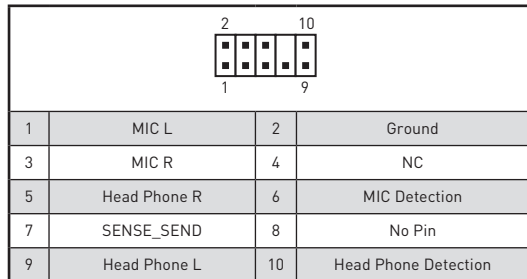 2 10
1 9
1 MIC L 2 Ground
3 MIC R 4 NC
5 Head Phone R 6 MIC Detection
7 SENSE_SEND 8 No Pin
9 Head Phone L 10 Head Phone Detection